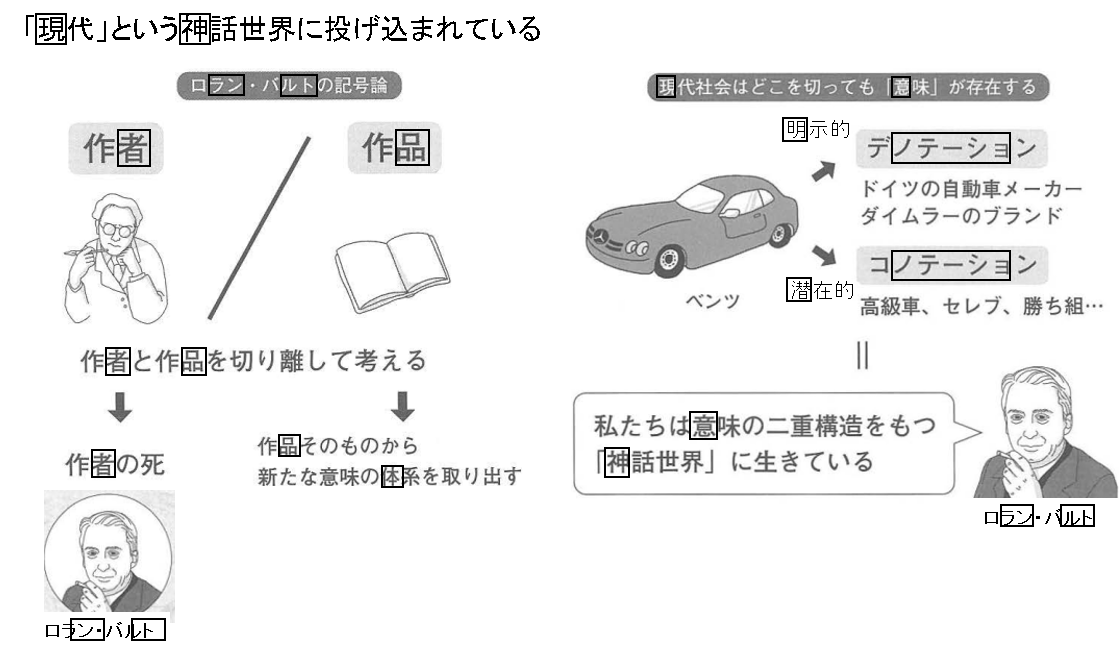 「現代」という神話世界に投げ込まれている
ロラン・バルトの記号論
作者
作品
作者と作品を切り離して考える
作者の死
作品そのものから
新たな意味の体系を取り出す
ロラン・バルト
現代社会はどこを切っても「意味」が存在する
明示的
デノテーション
ドイツの自動車メーカー
ダイムラーのブランド
潜在的
コノテーション
高級車、セレブ、勝ち組…
ベンツ
私たちは意味の二重構造をもつ
「神話世界」に生きている
ロラン・バルト